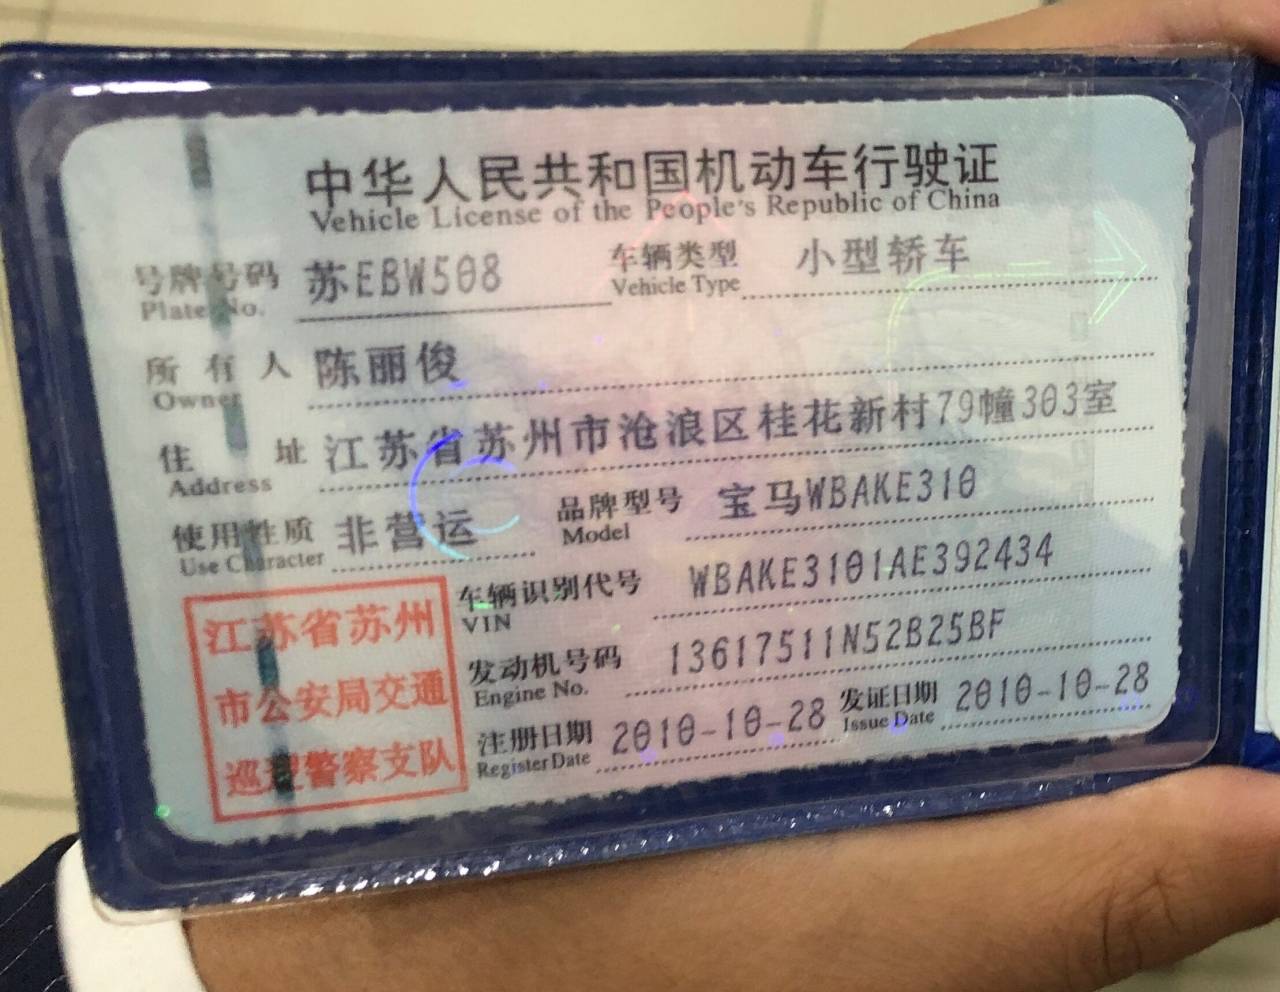 中华人民共和国机动车行驶证
Vehicle License of the People's Republic of China
号牌号码 苏EBW508 车辆类型 小型轿车
Plate No. Vehicle Type
所有人 陈丽俊
Owner
住址 江苏省苏州市沧浪区桂花新村79幢303室
Address
使用性质 非营运 品牌型号 宝马WBAKE310
Use Character Model
车辆识别代号 WBAKE3101AE392434
VIN
发动机号码 13617511N52B25BF
Engine No.
注册日期 2010-10-28 发证日期 2010-10-28
Register Date Issue Date
江苏省苏州
市公安局交通
巡逻警察支队